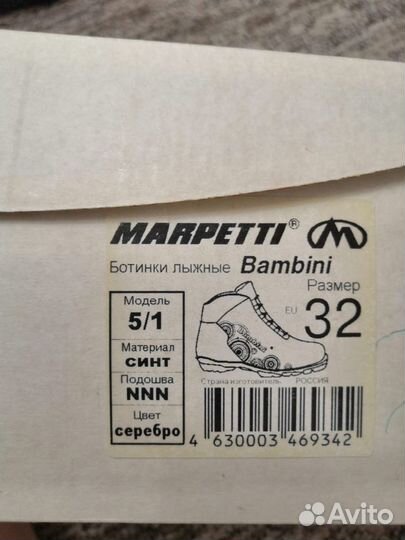 MARPETTI®
Ботинки лыжные Bambini
Размер
EU 32
Модель
5/1
Материал
синт
Подошва
NNN
Цвет
серебро
Страна изготовитель РОССИЯ
4 630003 469342
Avito